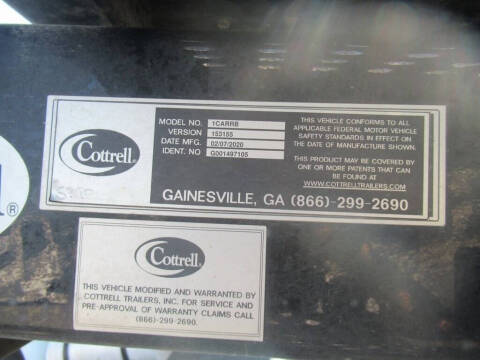 Cottrell
MODEL NO. 1CARRB
VERSION 153155
DATE MFG. 02/07/2020
IDENT. NO G001497105
THIS VEHICLE CONFORMS TO ALL
APPLICABLE FEDERAL MOTOR VEHICLE
SAFETY STANDARDS IN EFFECT ON
THE DATE OF MANUFACTURE SHOWN.
THIS PRODUCT MAY BE COVERED BY
ONE OR MORE PATENTS THAT CAN
BE FOUND AT
WWW.COTTRELLTRAILERS.COM
GAINESVILLE, GA (866)-299-2690
®
Cottrell
THIS VEHICLE MODIFIED AND WARRANTED BY
COTTRELL TRAILERS, INC. FOR SERVICE AND
PRE-APPROVAL OF WARRANTY CLAIMS CALL
(866)-299-2690.